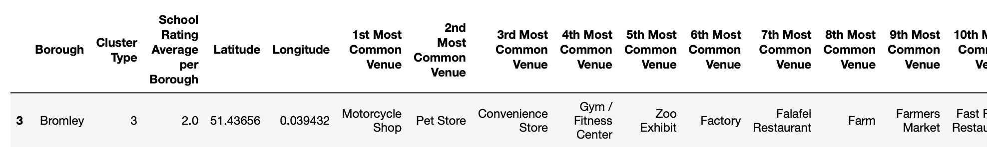 Borough Cluster Type School Rating Average per Borough Latitude Longitude 1st Most Common Venue 2nd Most Common Venue 3rd Most Common Venue 4th Most Common Venue 5th Most Common Venue 6th Most Common Venue 7th Most Common Venue 8th Most Common Venue 9th Most Common Venue 10th
3 Bromley 3 2.0 51.43656 0.039432 Motorcycle Shop Pet Store Convenience Store Gym / Fitness Center Zoo Exhibit Factory Falafel Restaurant Farm Farmers Market Fast